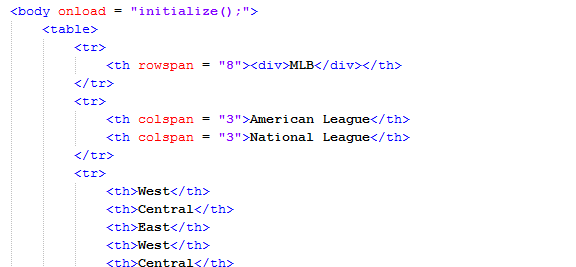 <body onload = "initialize();">
<table>
<tr>
<th rowspan = "8"><div>MLB</div></th>
</tr>
<tr>
<th colspan = "3">American League</th>
<th colspan = "3">National League</th>
</tr>
<tr>
<th>West</th>
<th>Central</th>
<th>East</th>
<th>West</th>
<th>Central</th>